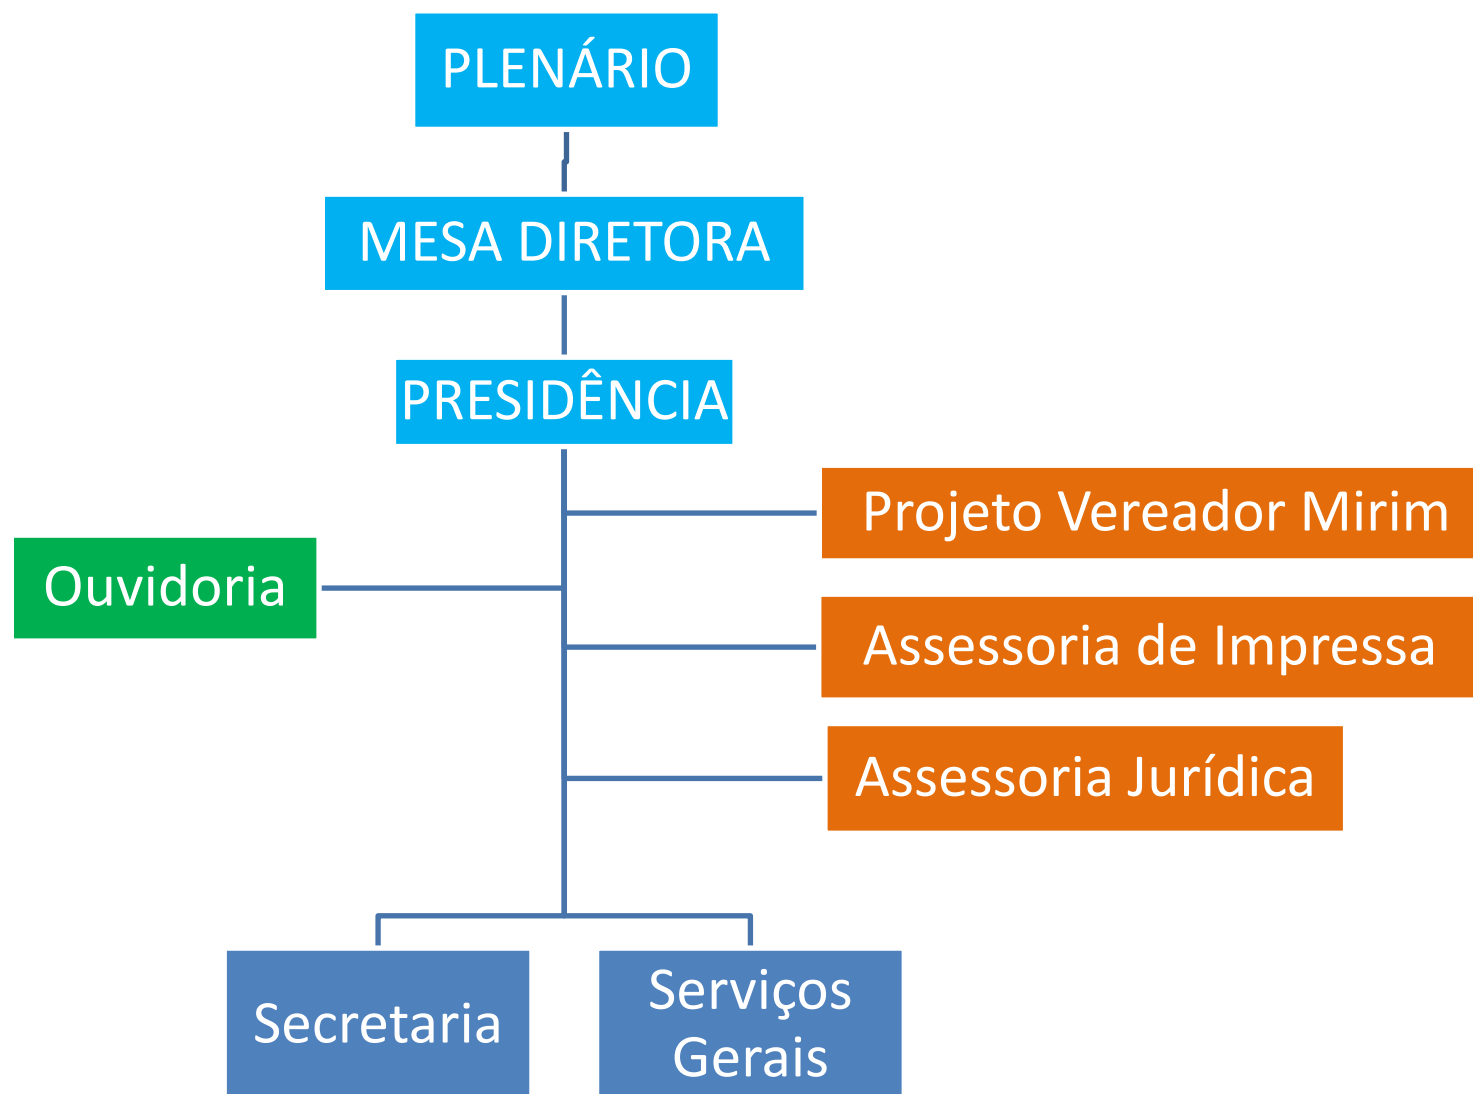 PLENÁRIO
MESA DIRETORA
PRESIDÊNCIA
Projeto Vereador Mirim
Ouvidoria
Assessoria de Impressa
Assessoria Jurídica
Secretaria
Serviços
Gerais